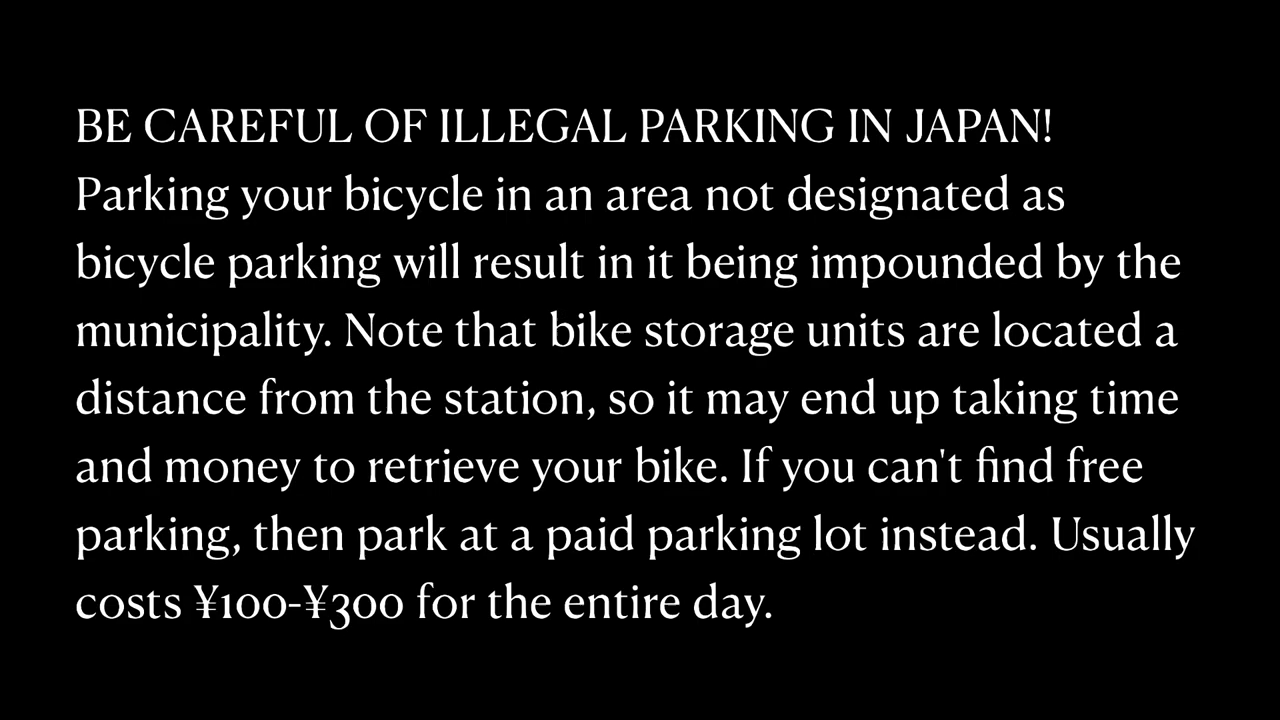 BE CAREFUL OF ILLEGAL PARKING IN JAPAN!
Parking your bicycle in an area not designated as
bicycle parking will result in it being impounded by the
municipality. Note that bike storage units are located a
distance from the station, so it may end up taking time
and money to retrieve your bike. If you can't find free
parking, then park at a paid parking lot instead. Usually
costs ¥100-¥300 for the entire day.